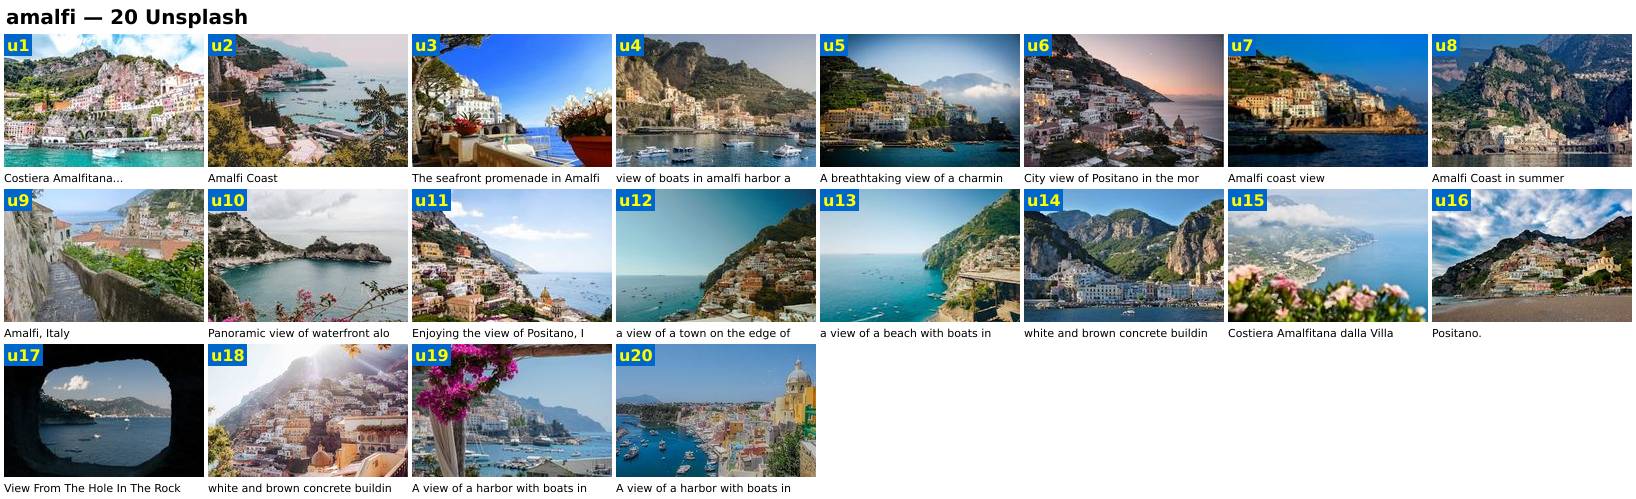 amalfi — 20 Unsplash
u1 u2 u3 u4 u5 u6 u7 u8
Costiera Amalfitana... Amalfi Coast The seafront promenade in Amalfi view of boats in amalfi harbor a A breathtaking view of a charmin City view of Positano in the mor Amalfi coast view Amalfi Coast in summer
u9 u10 u11 u12 u13 u14 u15 u16
Amalfi, Italy Panoramic view of waterfront alo Enjoying the view of Positano, I a view of a town on the edge of a view of a beach with boats in white and brown concrete buildin Costiera Amalfitana dalla Villa Positano.
u17 u18 u19 u20
View From The Hole In The Rock white and brown concrete buildin A view of a harbor with boats in A view of a harbor with boats in